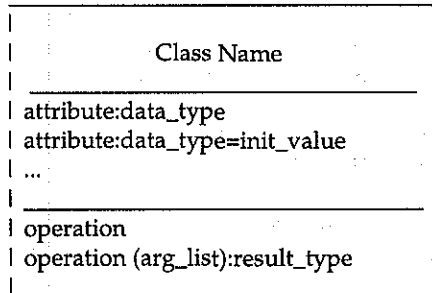 Class Name
attribute:data_type
attribute:data_type=init_value
...
operation
operation (arg_list):result_type